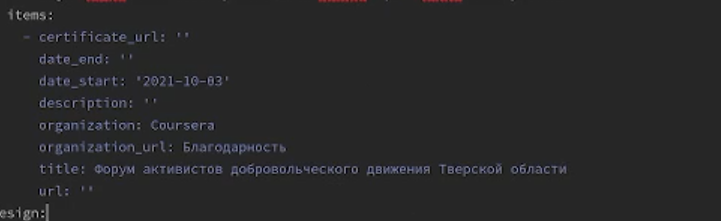 items:
- certificate_url: ''
date_end: ''
date_start: '2021-10-03'
description: ''
organization: Coursera
organization_url: Благодарность
title: Форум активистов добровольческого движения Тверской области
url: ''
esign: